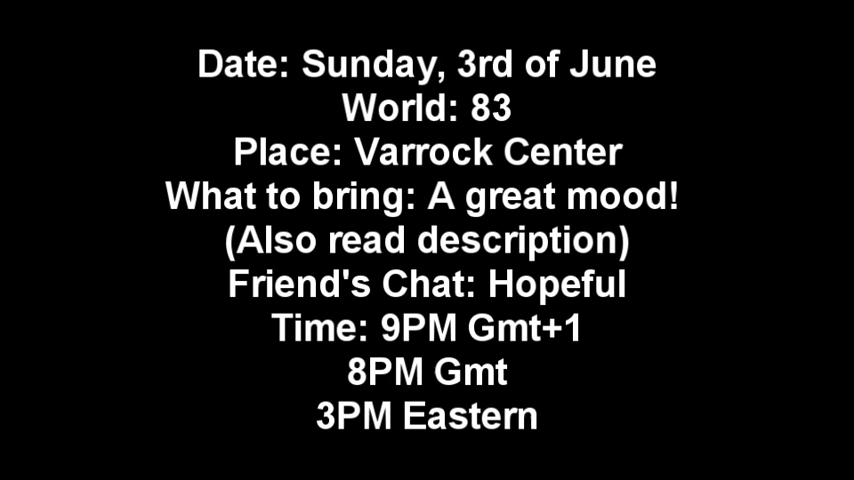 Date: Sunday, 3rd of June
World: 83
Place: Varrock Center
What to bring: A great mood!
(Also read description)
Friend's Chat: Hopeful
Time: 9PM Gmt+1
8PM Gmt
3PM Eastern